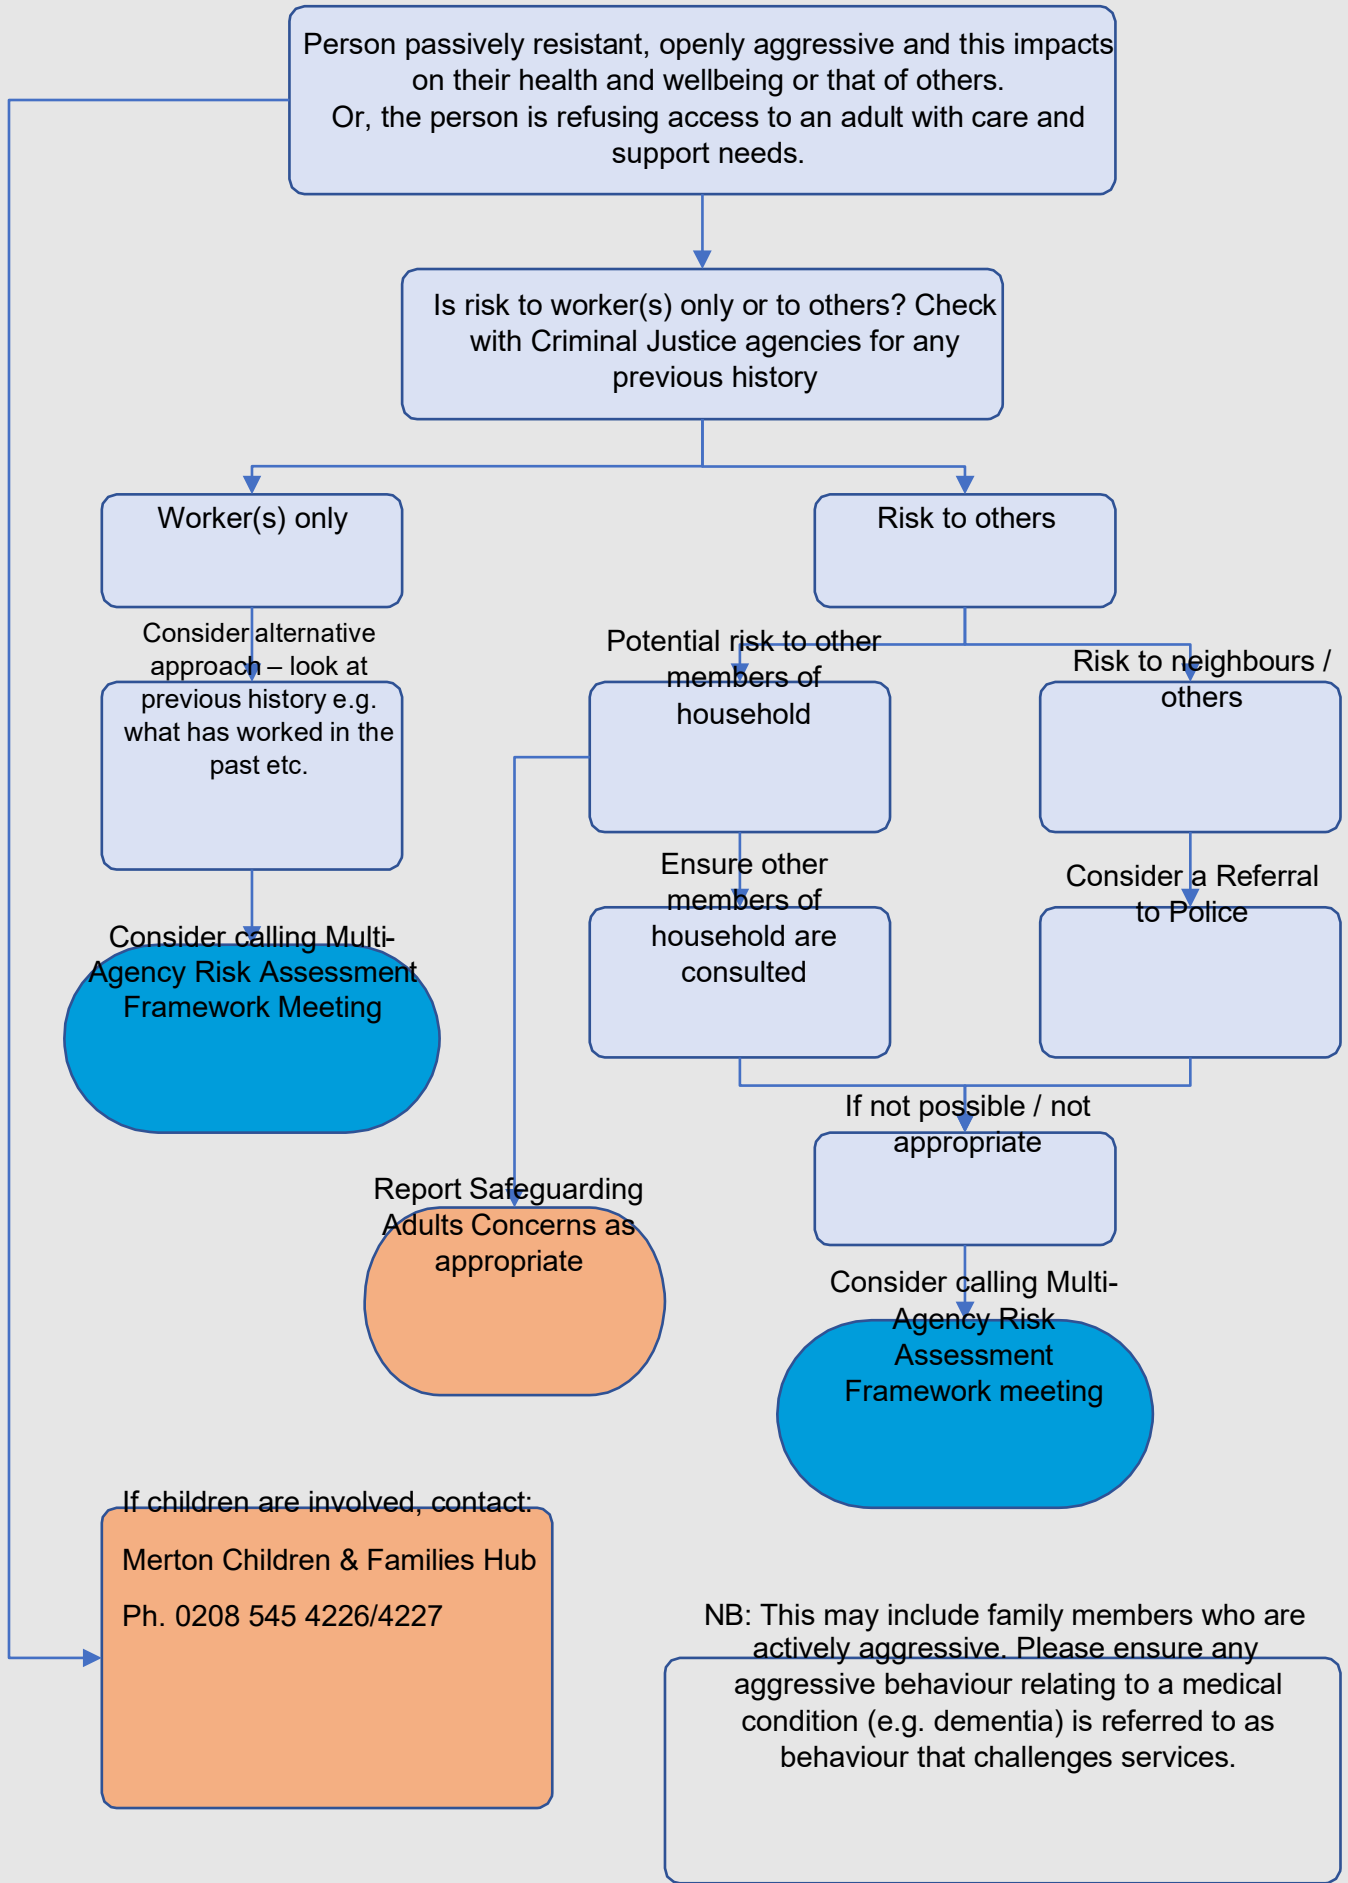 Person passively resistant, openly aggressive and this impacts
on their health and wellbeing or that of others.
Or, the person is refusing access to an adult with care and
support needs.
Is risk to worker(s) only or to others? Check
with Criminal Justice agencies for any
previous history
Worker(s) only
Risk to others
Consider alternative
approach – look at
previous history e.g.
what has worked in the
past etc.
Potential risk to other
members of
household
Risk to neighbours /
others
Ensure other
members of
household are
consulted
Consider a Referral
to Police
Consider calling Multi-
Agency Risk Assessment
Framework Meeting
If not possible / not
appropriate
Report Safeguarding
Adults Concerns as
appropriate
Consider calling Multi-
Agency Risk
Assessment
Framework meeting
If children are involved, contact:
Merton Children & Families Hub
Ph. 0208 545 4226/4227
NB: This may include family members who are
actively aggressive. Please ensure any
aggressive behaviour relating to a medical
condition (e.g. dementia) is referred to as
behaviour that challenges services.